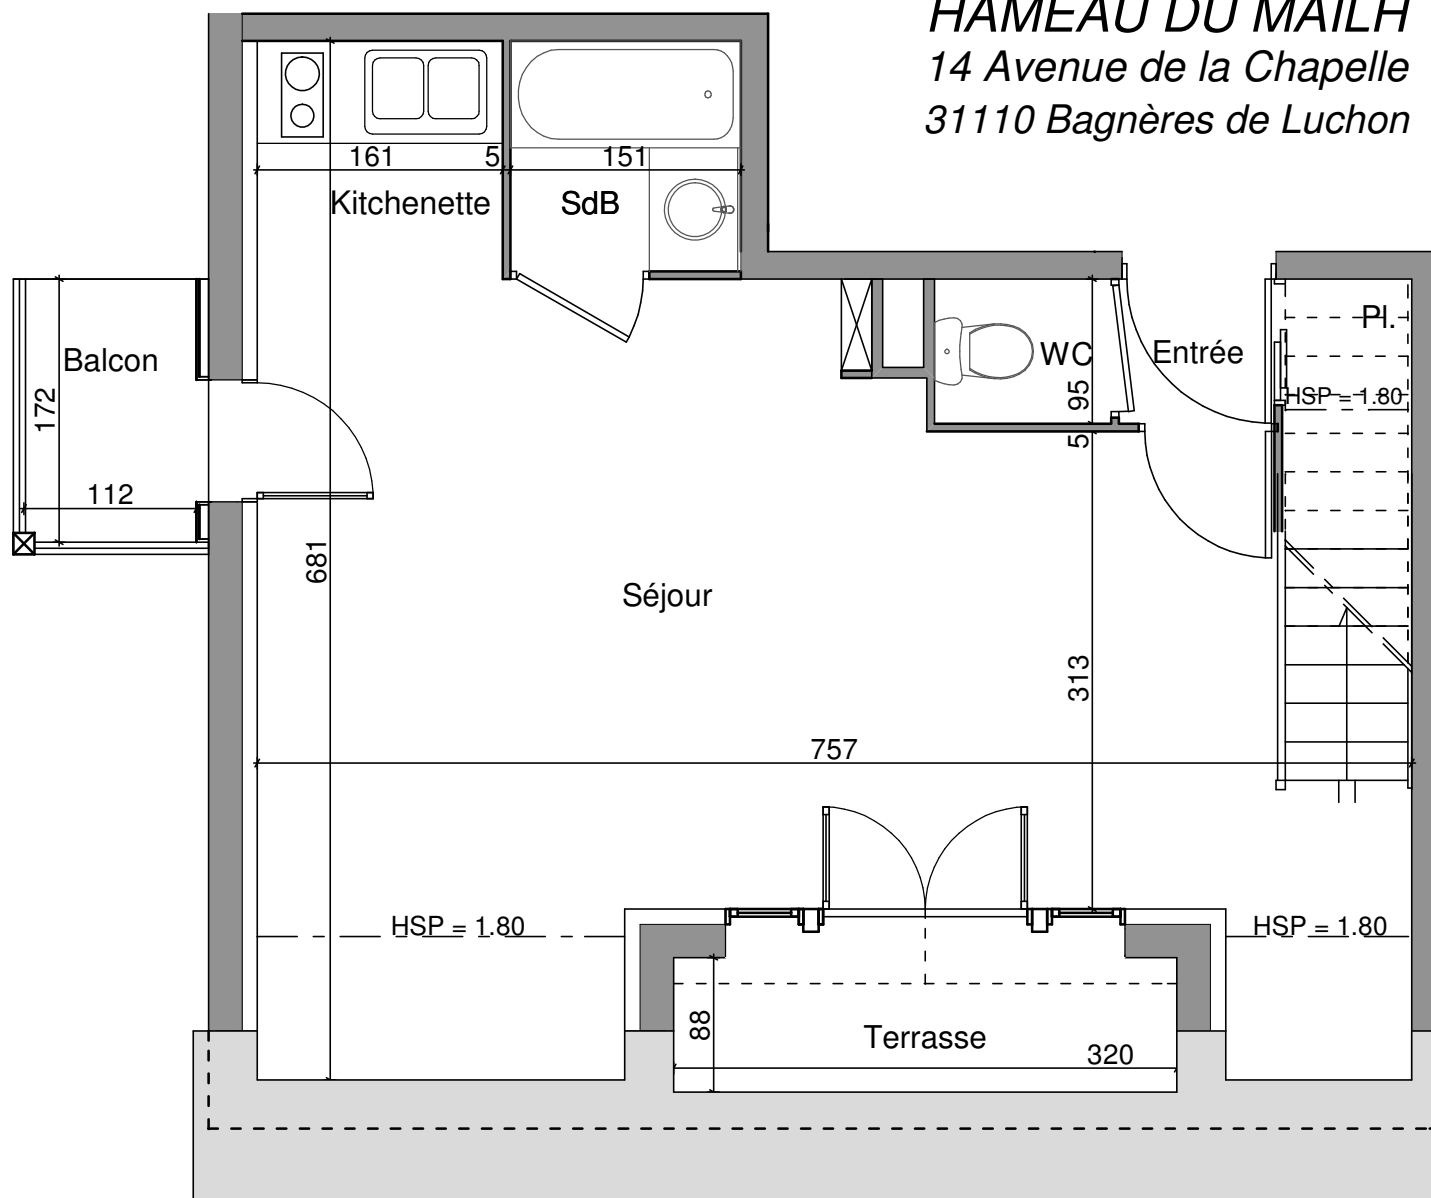 HAMEAU DU MAILH
14 Avenue de la Chapelle
31110 Bagnères de Luchon
161
5
151
Kitchenette
SdB
Balcon
172
112
681
WC
95
5
Entrée
Pl.
HSP = 1.80
Séjour
313
757
HSP = 1.80
HSP = 1.80
88
Terrasse
320